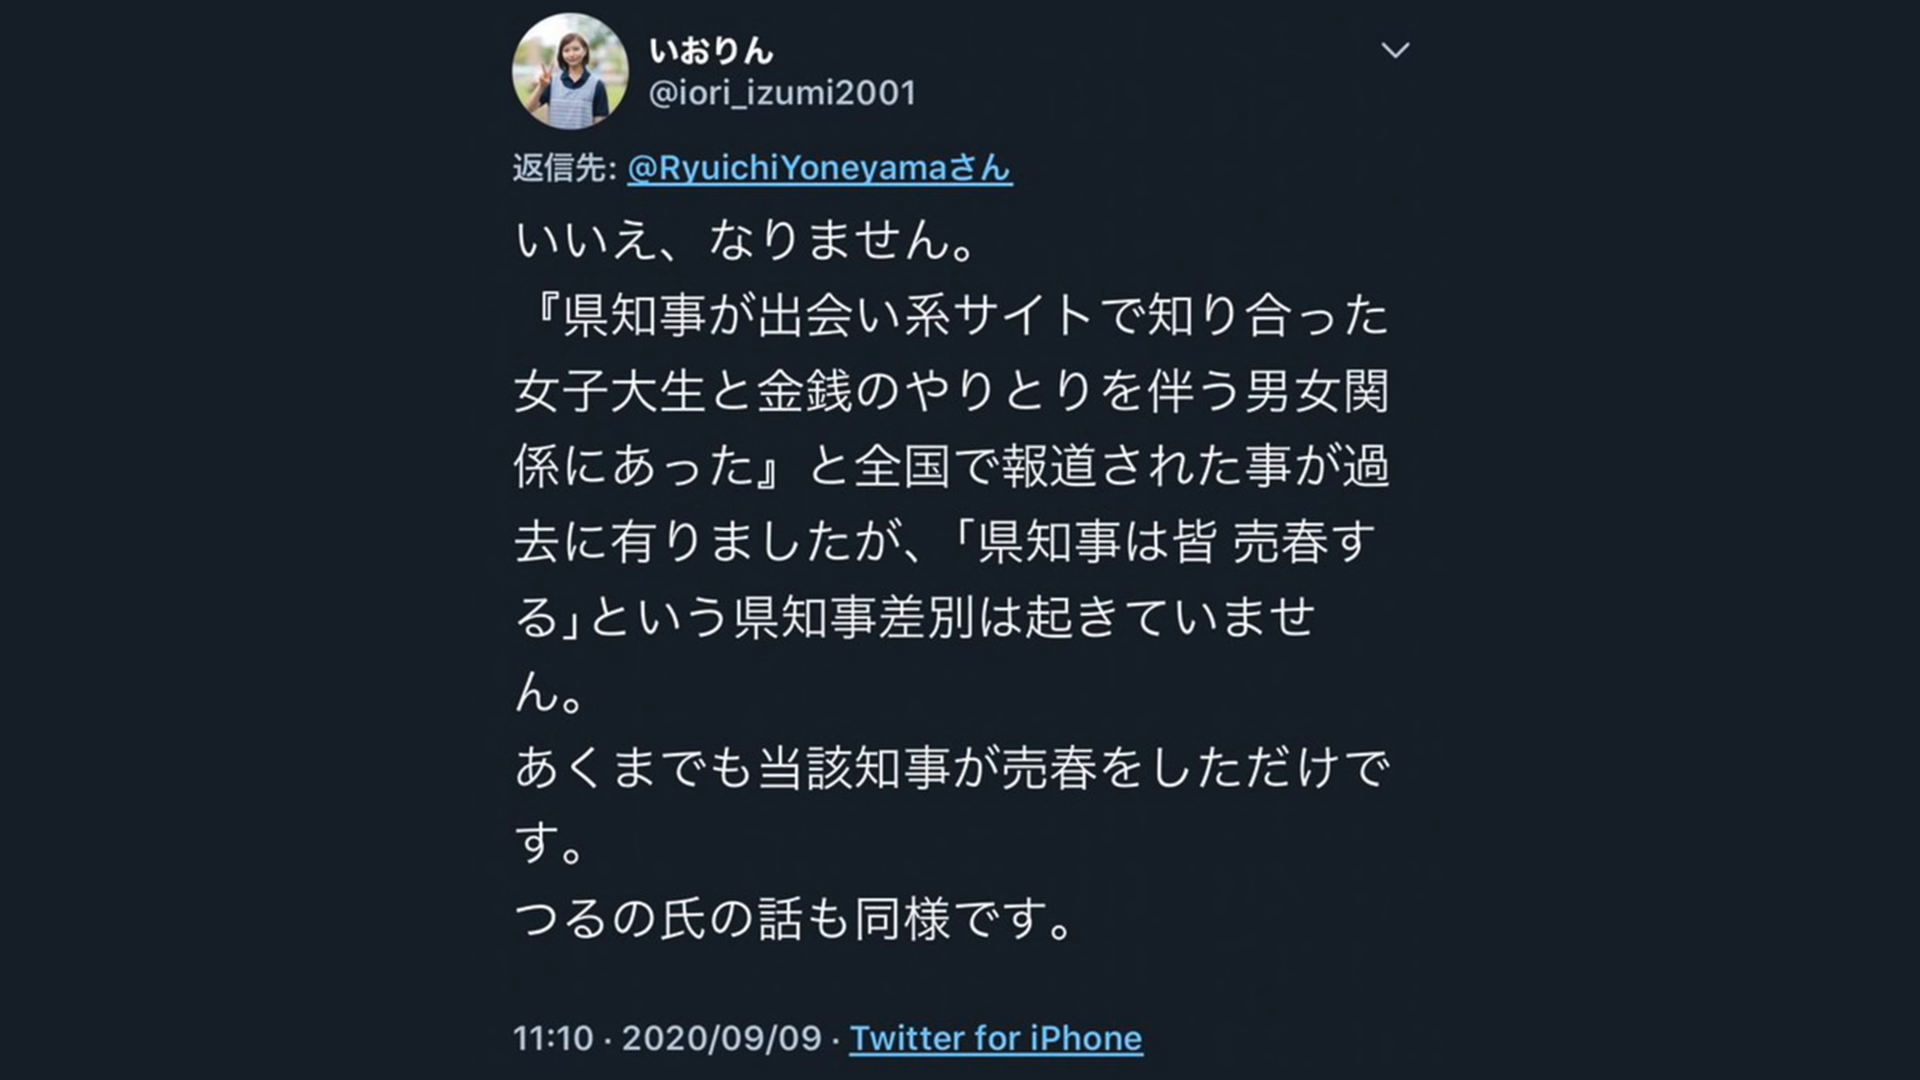 いおりん
@iori_izumi2001
返信先: @RyuichiYoneyamaさん
いいえ、なりません。
『県知事が出会い系サイトで知り合った
女子大生と金銭のやりとりを伴う男女関
係にあった』と全国で報道された事が過
去に有りましたが、「県知事は皆 売春す
る」という県知事差別は起きていませ
ん。
あくまでも当該知事が売春をしただけで
す。
つるの氏の話も同様です。
11:10 · 2020/09/09 · Twitter for iPhone